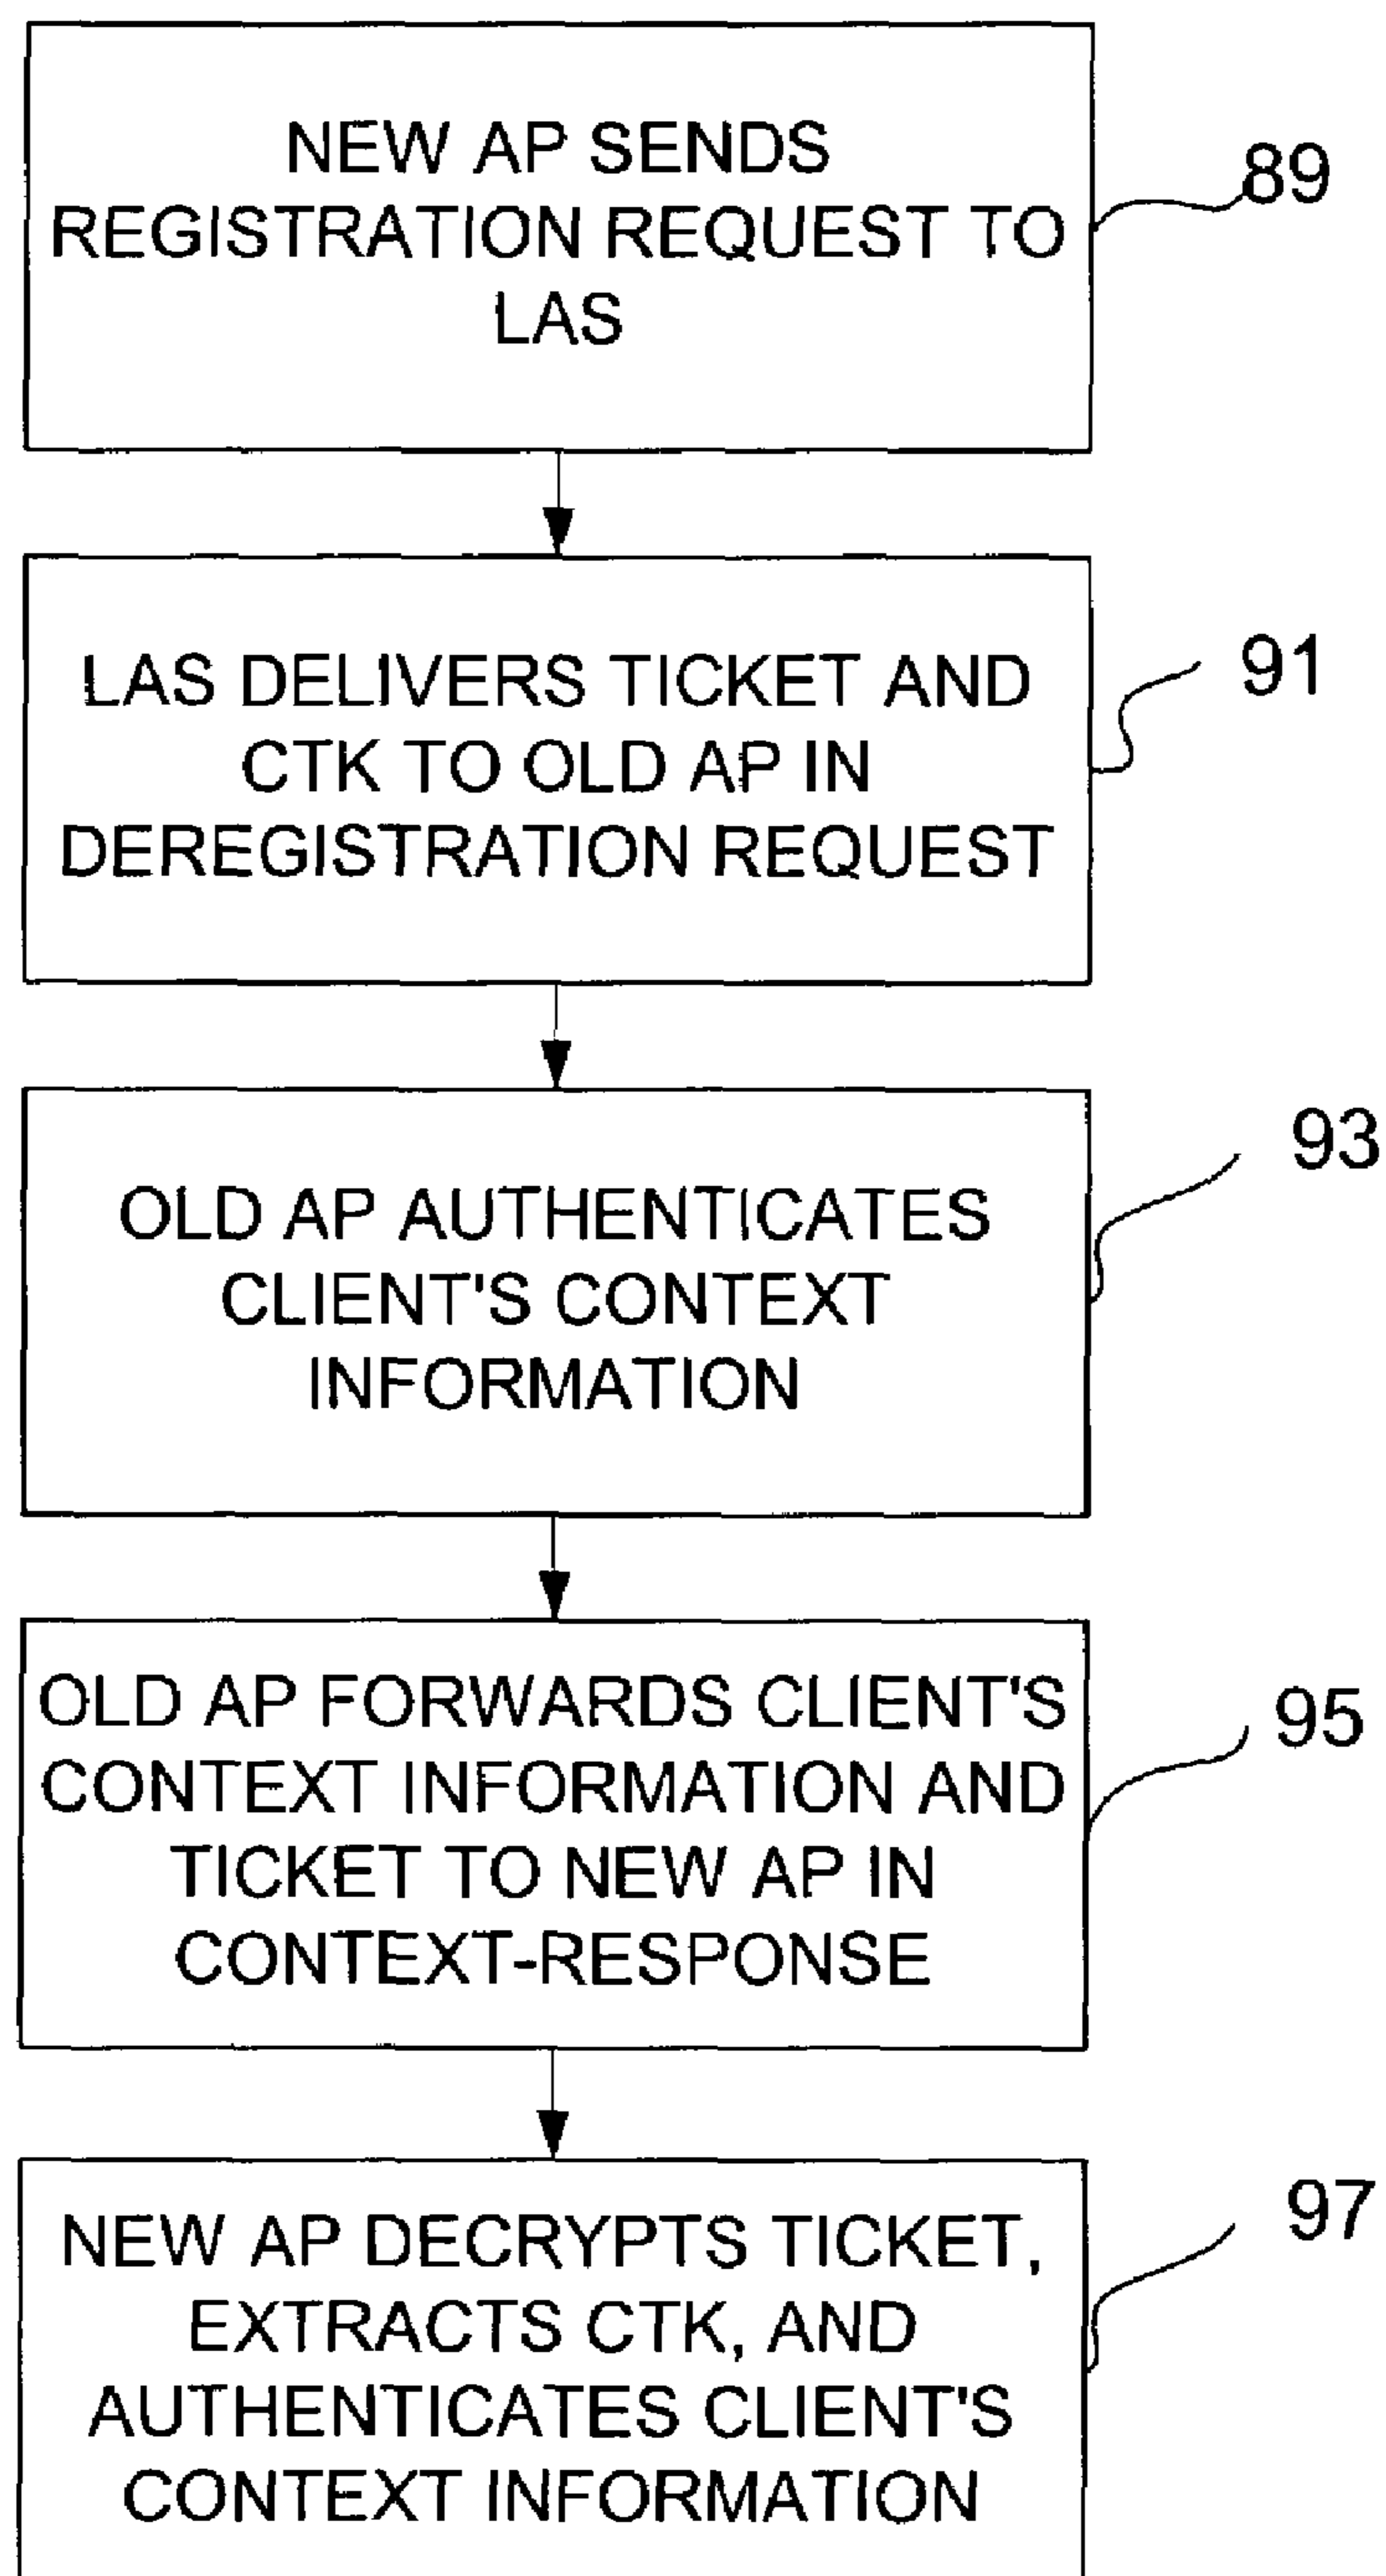 NEW AP SENDS
REGISTRATION REQUEST TO
LAS
89
LAS DELIVERS TICKET AND
CTK TO OLD AP IN
DEREGISTRATION REQUEST
91
OLD AP AUTHENTICATES
CLIENT'S CONTEXT
INFORMATION
93
OLD AP FORWARDS CLIENT'S
CONTEXT INFORMATION AND
TICKET TO NEW AP IN
CONTEXT-RESPONSE
95
NEW AP DECRYPTS TICKET,
EXTRACTS CTK, AND
AUTHENTICATES CLIENT'S
CONTEXT INFORMATION
97